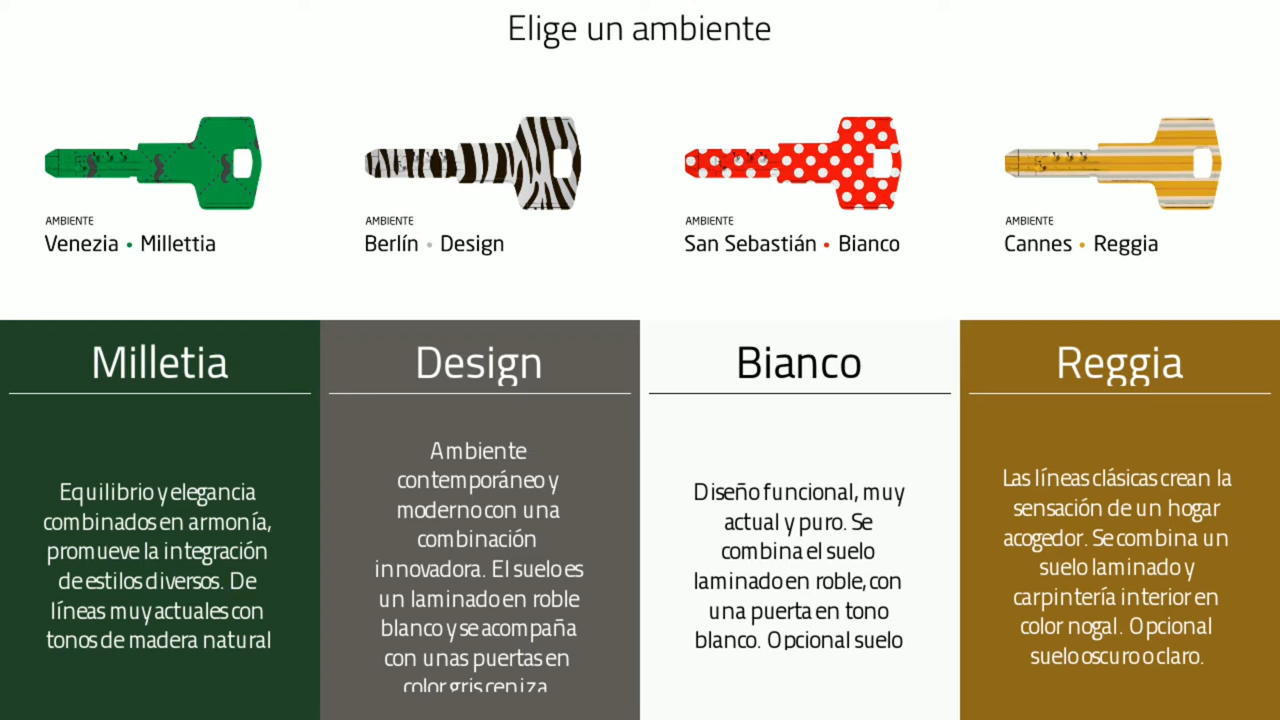 Elige un ambiente
AMBIENTE
Venezia • Millettia
AMBIENTE
Berlín • Design
AMBIENTE
San Sebastián • Bianco
AMBIENTE
Cannes • Reggia
Milletia
Equilibrio y elegancia
combinados en armonía,
promueve la integración
de estilos diversos. De
líneas muy actuales con
tonos de madera natural
Design
Ambiente
contemporáneo y
moderno con una
combinación
innovadora. El suelo es
un laminado en roble
blanco y se acompaña
con unas puertas en
color gris ceniza
Bianco
Diseño funcional, muy
actual y puro. Se
combina el suelo
laminado en roble, con
una puerta en tono
blanco. Opcional suelo
Reggia
Las líneas clásicas crean la
sensación de un hogar
acogedor. Se combina un
suelo laminado y
carpintería interior en
color nogal. Opcional
suelo oscuro o claro.